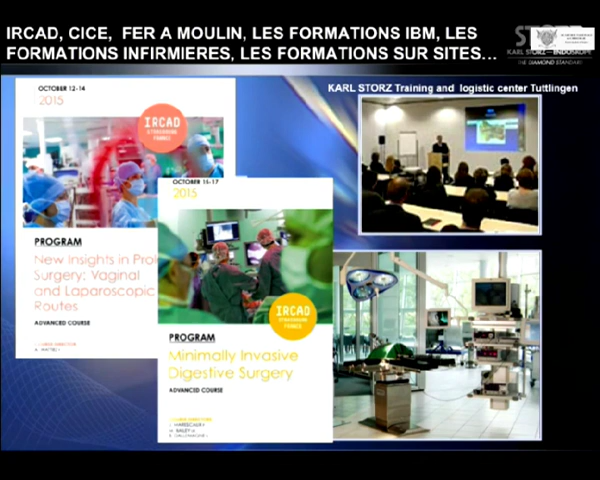 IRCAD, CICE, FER A MOULIN, LES FORMATIONS IBM, LES
FORMATIONS INFIRMIERES, LES FORMATIONS SUR SITES...
STORZ
KARL STORZ — ENDOSKOPE
THE DIAMOND STANDARD
KARL STORZ Training and logistic center Tuttlingen
OCTOBER 12-14
2015
IRCAD
STRASBOURG
FRANCE
PROGRAM
New Insights in Prol
Surgery: Vaginal
and Laparoscopic
Routes
ADVANCED COURSE
OCTOBER 15-17
2015
IRCAD
STRASBOURG
FRANCE
PROGRAM
Minimally Invasive
Digestive Surgery
ADVANCED COURSE